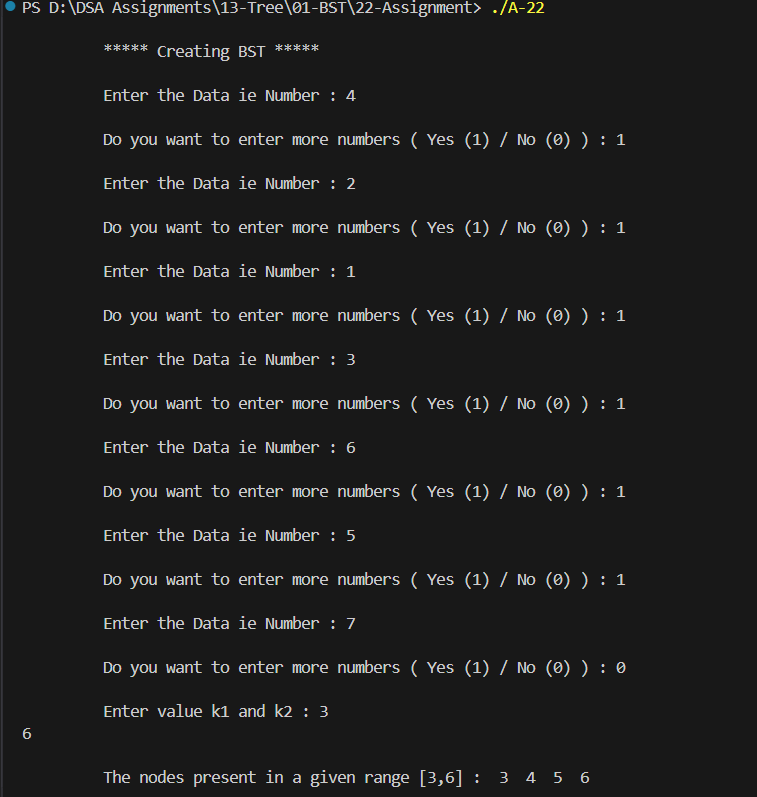 PS D:\DSA Assignments\13-Tree\01-BST\22-Assignment> ./A-22
***** Creating BST *****
Enter the Data ie Number : 4
Do you want to enter more numbers ( Yes (1) / No (0) ) : 1
Enter the Data ie Number : 2
Do you want to enter more numbers ( Yes (1) / No (0) ) : 1
Enter the Data ie Number : 1
Do you want to enter more numbers ( Yes (1) / No (0) ) : 1
Enter the Data ie Number : 3
Do you want to enter more numbers ( Yes (1) / No (0) ) : 1
Enter the Data ie Number : 6
Do you want to enter more numbers ( Yes (1) / No (0) ) : 1
Enter the Data ie Number : 5
Do you want to enter more numbers ( Yes (1) / No (0) ) : 1
Enter the Data ie Number : 7
Do you want to enter more numbers ( Yes (1) / No (0) ) : 0
Enter value k1 and k2 : 3
6
The nodes present in a given range [3,6] :  3  4  5  6